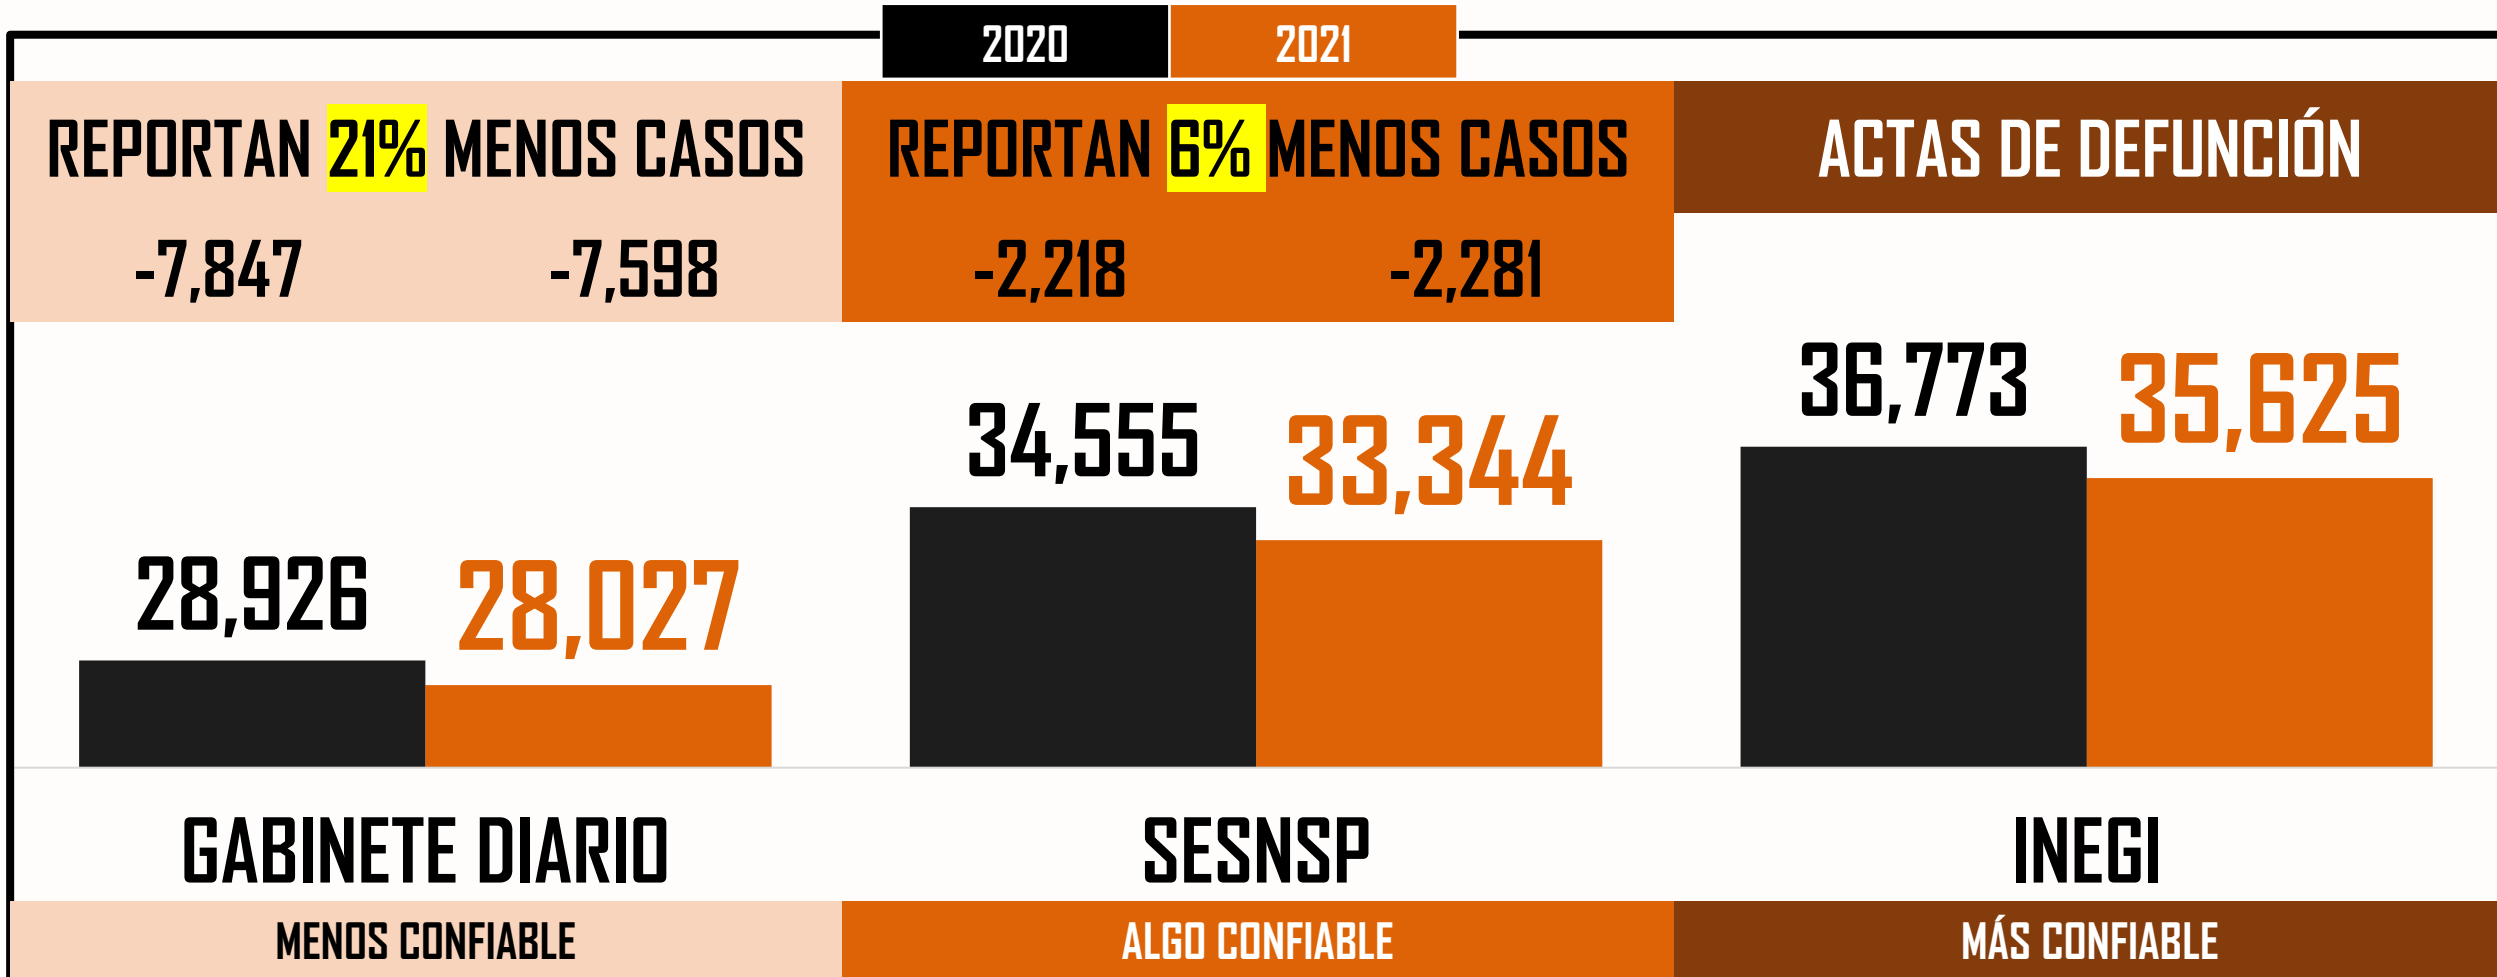 2020 2021
REPORTAN 21% MENOS CASOS
REPORTAN 6% MENOS CASOS
ACTAS DE DEFUNCIÓN
-7,847 -7,598 -2,218 -2,281
36,773 35,625
34,555 33,344
28,926 28,027
GABINETE DIARIO SESNSP INEGI
MENOS CONFIABLE ALGO CONFIABLE MÁS CONFIABLE